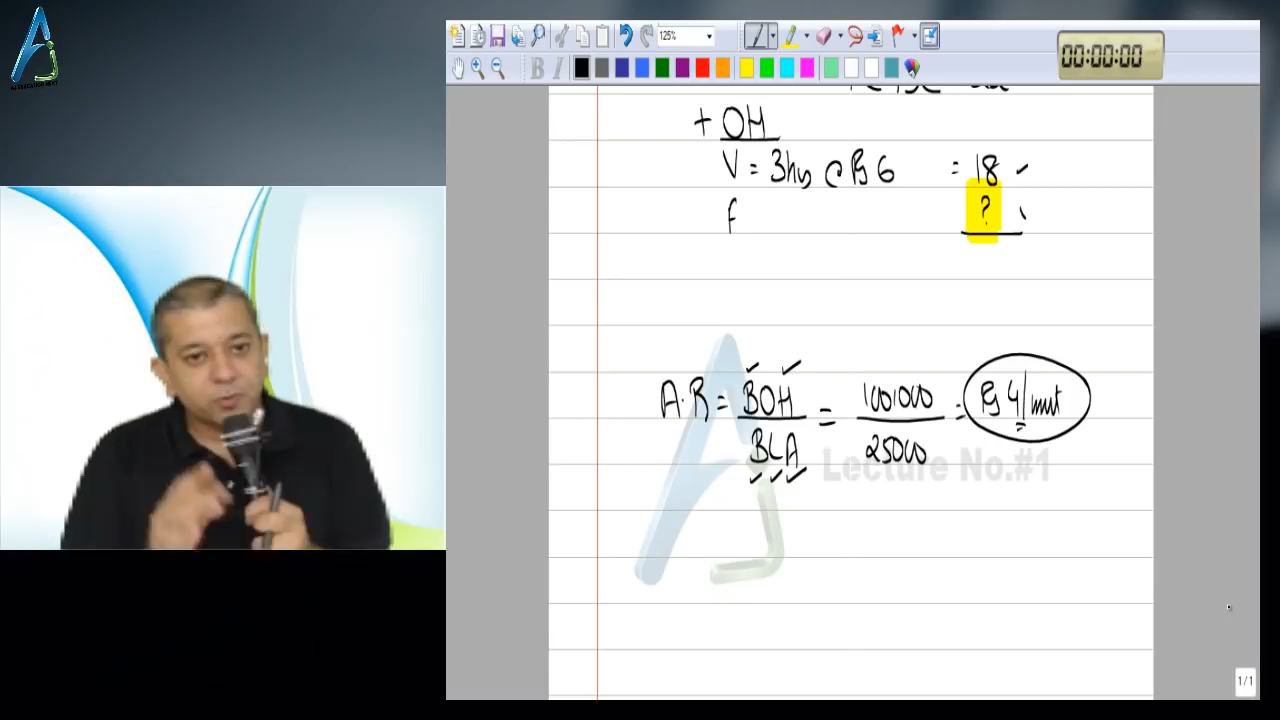 125%
00:00:00
+ OH
V = 3hrs @ Rs 6 = 18 ✓
F ?
A.R = BOH / BLA = 100,000 / 25000 = Rs 4/unit
Lecture No.#1
1/1